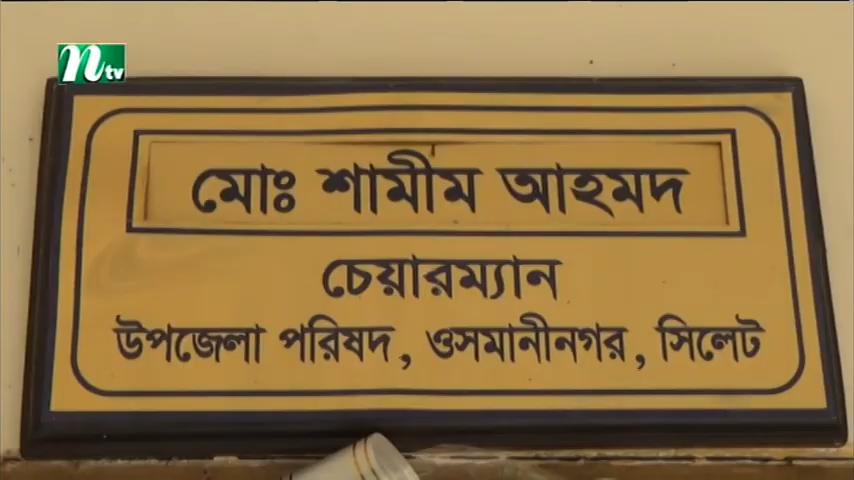 ntv
মোঃ শামীম আহমদ
চেয়ারম্যান
উপজেলা পরিষদ, ওসমানীনগর, সিলেট